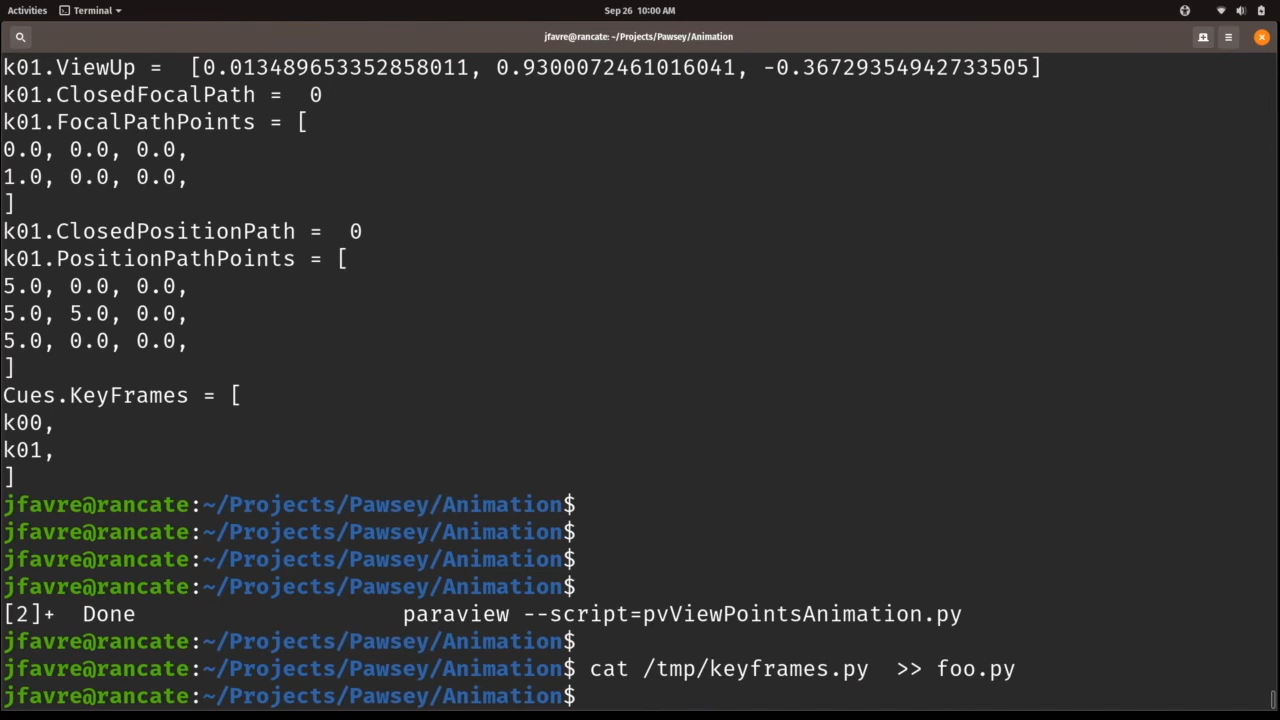 Activities Terminal Sep 26 10:00 AM
jfavre@rancate: ~/Projects/Pawsey/Animation
k01.ViewUp =  [0.013489653352858011, 0.9300072461016041, -0.36729354942733505]
k01.ClosedFocalPath =  0
k01.FocalPathPoints = [
0.0, 0.0, 0.0,
1.0, 0.0, 0.0,
]
k01.ClosedPositionPath =  0
k01.PositionPathPoints = [
5.0, 0.0, 0.0,
5.0, 5.0, 0.0,
5.0, 0.0, 0.0,
]
Cues.KeyFrames = [
k00,
k01,
]
jfavre@rancate:~/Projects/Pawsey/Animation$
jfavre@rancate:~/Projects/Pawsey/Animation$
jfavre@rancate:~/Projects/Pawsey/Animation$
jfavre@rancate:~/Projects/Pawsey/Animation$
[2]+  Done                    paraview --script=pvViewPointsAnimation.py
jfavre@rancate:~/Projects/Pawsey/Animation$
jfavre@rancate:~/Projects/Pawsey/Animation$ cat /tmp/keyframes.py  >> foo.py
jfavre@rancate:~/Projects/Pawsey/Animation$